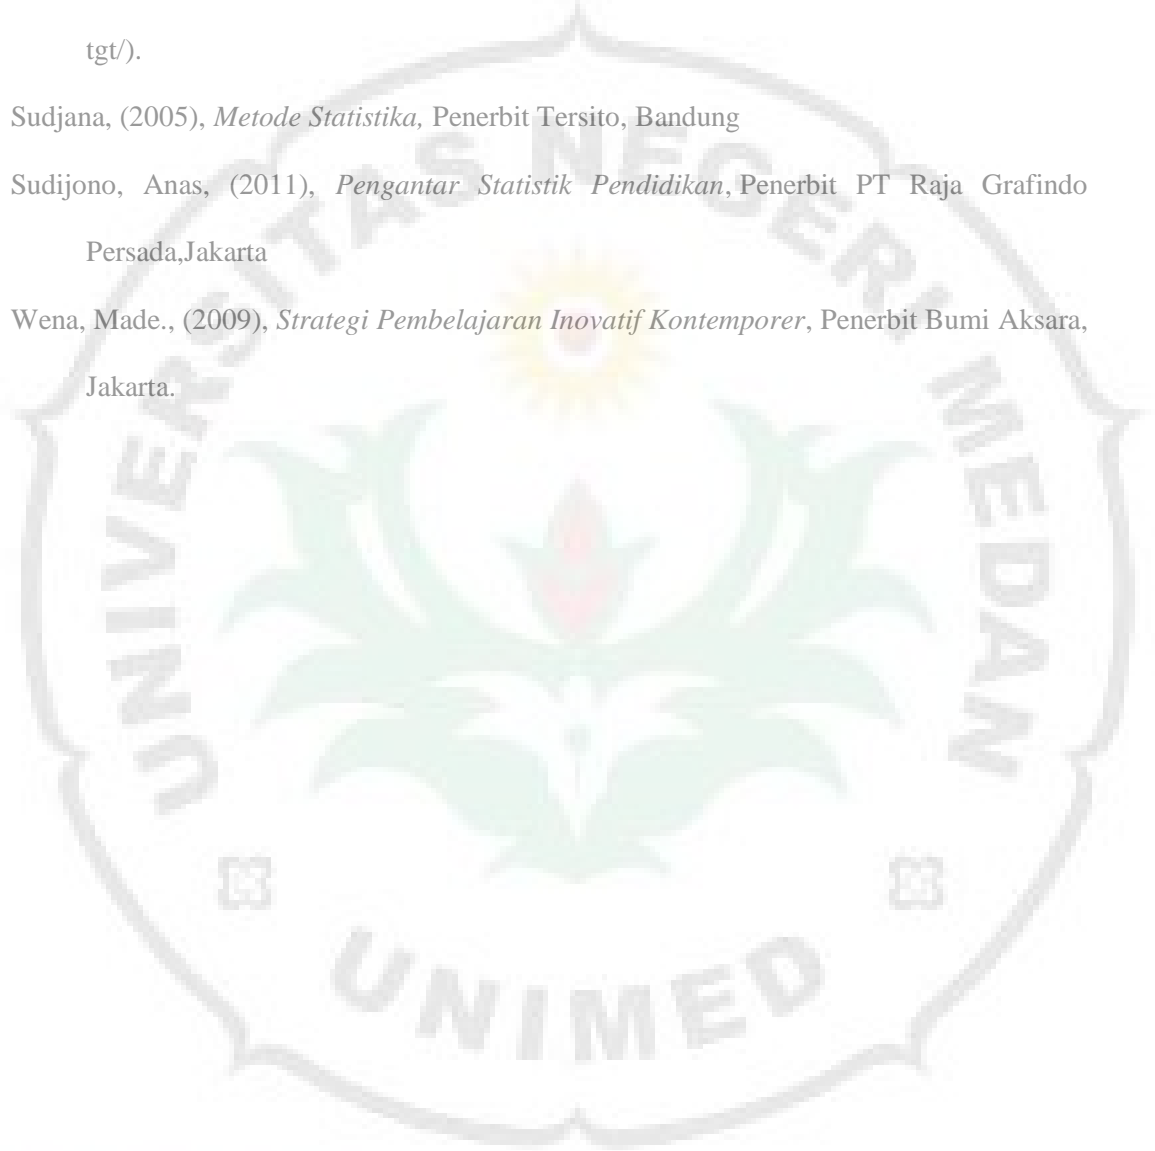 tgt/).
Sudjana, (2005), Metode Statistika, Penerbit Tersito, Bandung
Sudijono, Anas, (2011), Pengantar Statistik Pendidikan, Penerbit PT Raja Grafindo
Persada,Jakarta
Wena, Made., (2009), Strategi Pembelajaran Inovatif Kontemporer, Penerbit Bumi Aksara,
Jakarta.
UNIVERSITAS NEGERI MEDAN
UNIMED